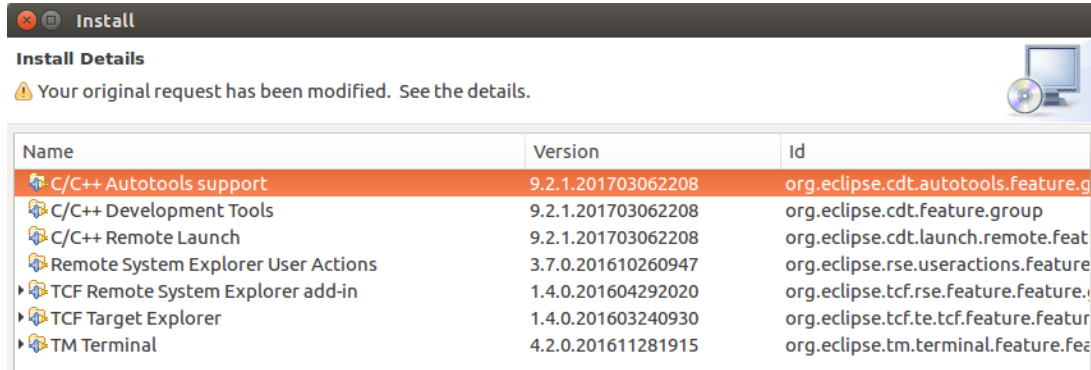 Install
Install Details
Your original request has been modified. See the details.
Name Version Id
C/C++ Autotools support 9.2.1.201703062208 org.eclipse.cdt.autotools.feature.g
C/C++ Development Tools 9.2.1.201703062208 org.eclipse.cdt.feature.group
C/C++ Remote Launch 9.2.1.201703062208 org.eclipse.cdt.launch.remote.feat
Remote System Explorer User Actions 3.7.0.201610260947 org.eclipse.rse.useractions.feature
TCF Remote System Explorer add-in 1.4.0.201604292020 org.eclipse.tcf.rse.feature.feature.
TCF Target Explorer 1.4.0.201603240930 org.eclipse.tcf.te.tcf.feature.featur
TM Terminal 4.2.0.201611281915 org.eclipse.tm.terminal.feature.fea